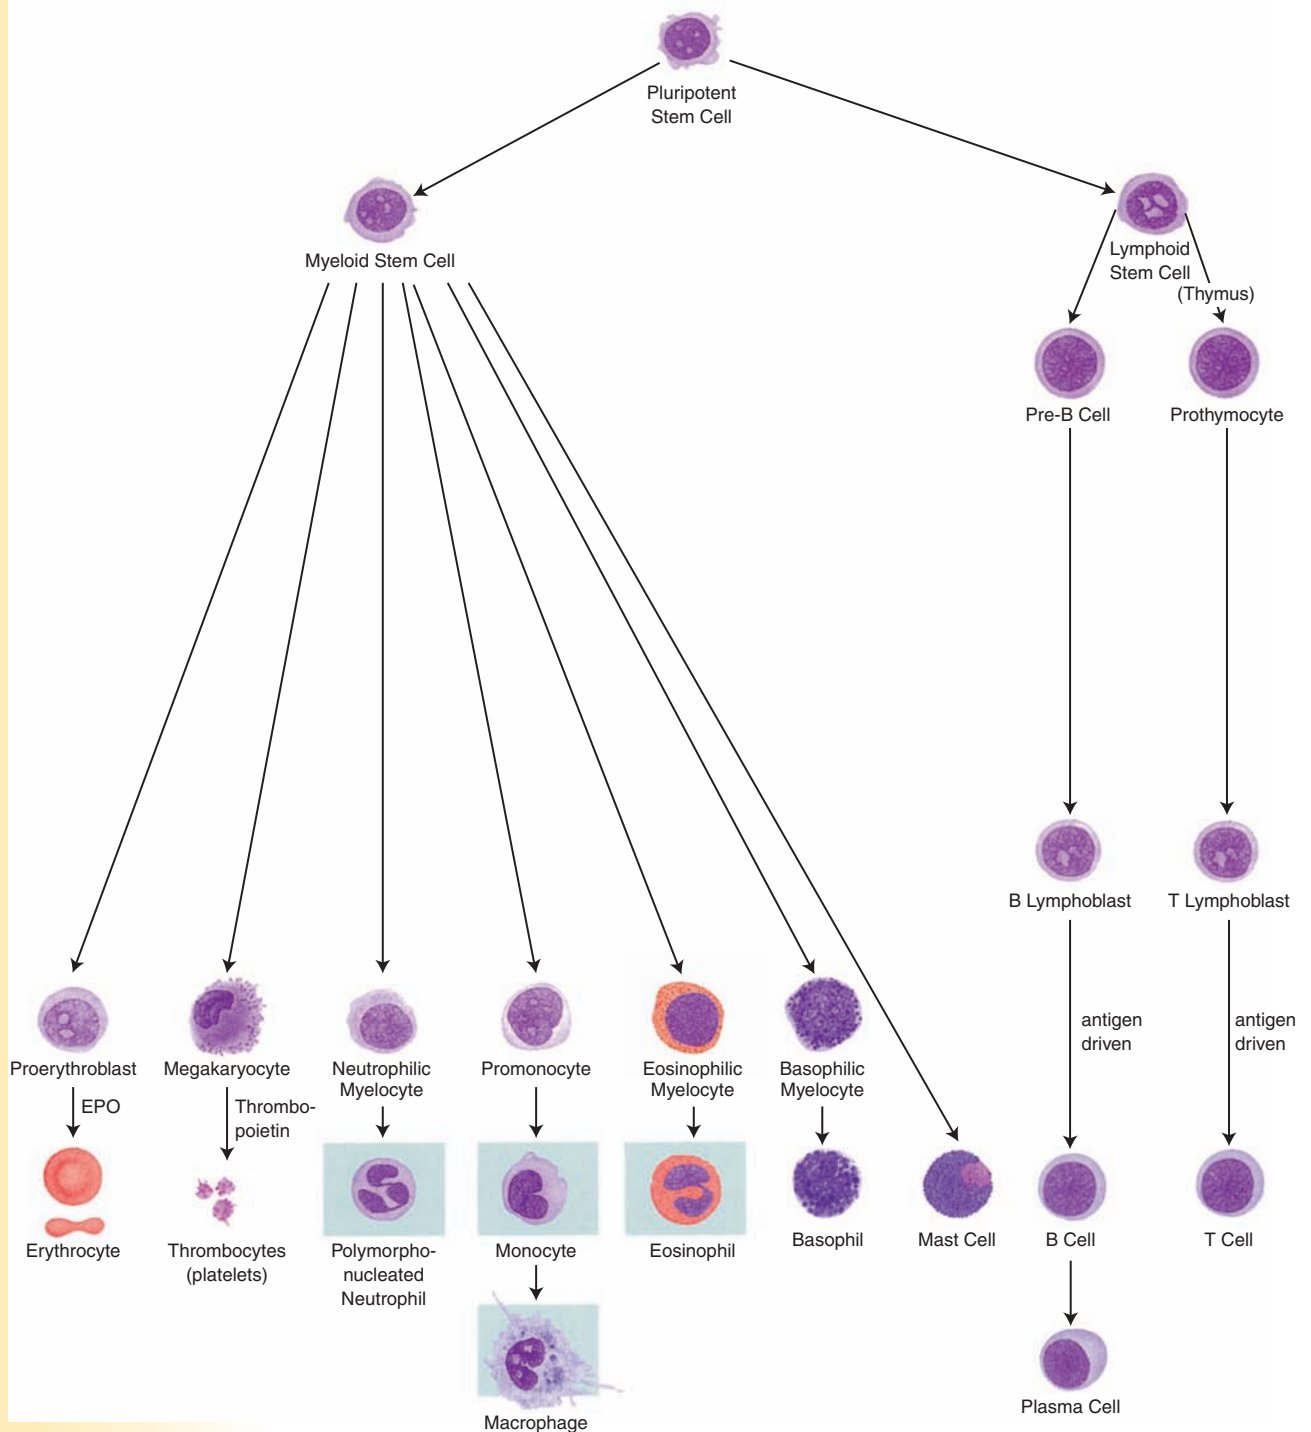 Pluripotent
Stem Cell
Myeloid Stem Cell
Lymphoid
Stem Cell
(Thymus)
Pre-B Cell
Prothymocyte
B Lymphoblast
T Lymphoblast
antigen
driven
antigen
driven
Proerythroblast
Megakaryocyte
Neutrophilic
Myelocyte
Promonocyte
Eosinophilic
Myelocyte
Basophilic
Myelocyte
EPO
Thrombo-
poietin
Erythrocyte
Thrombocytes
(platelets)
Polymorpho-
nucleated
Neutrophil
Monocyte
Eosinophil
Basophil
Mast Cell
B Cell
T Cell
Macrophage
Plasma Cell